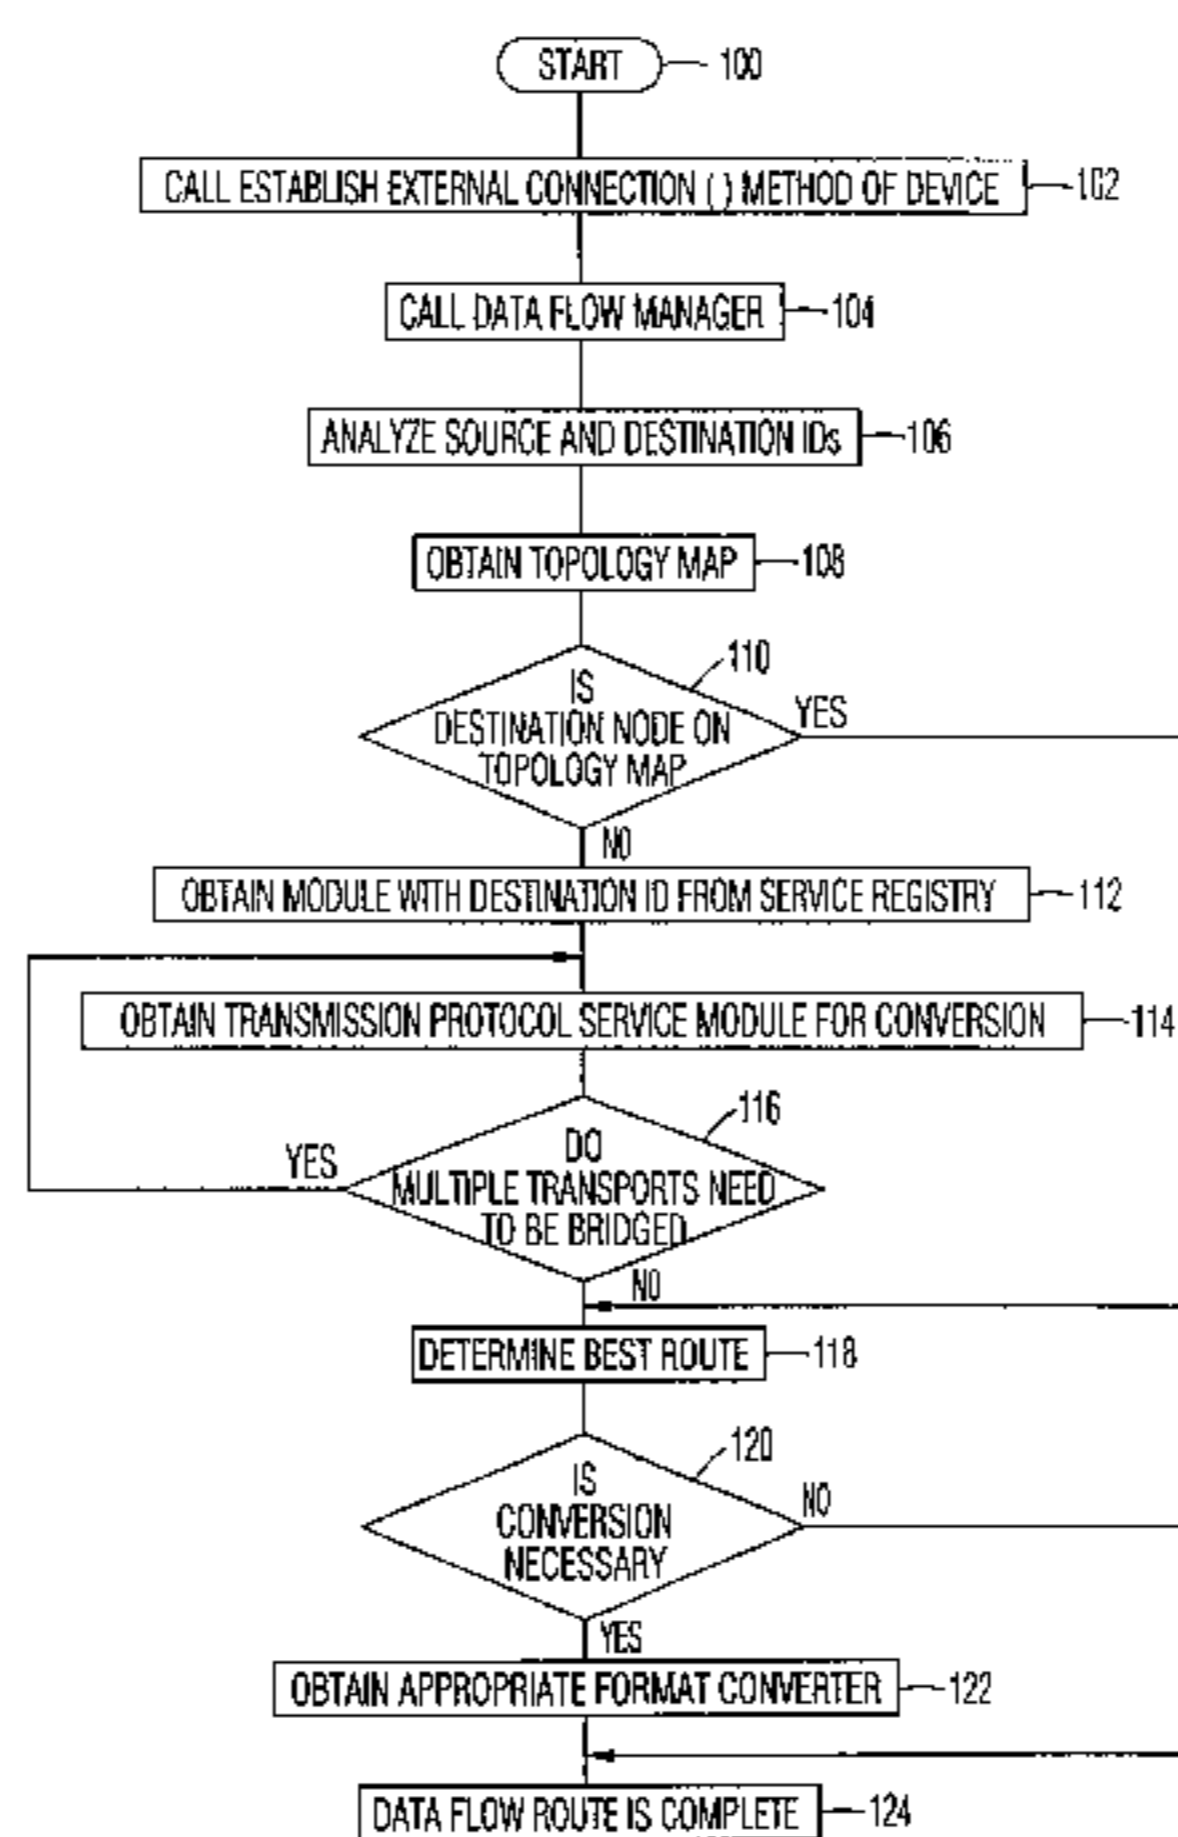 START 100
CALL ESTABLISH EXTERNAL CONNECTION ( ) METHOD OF DEVICE 102
CALL DATA FLOW MANAGER 104
ANALYZE SOURCE AND DESTINATION IDs 106
OBTAIN TOPOLOGY MAP 108
110
IS
DESTINATION NODE ON
TOPOLOGY MAP
YES
NO
OBTAIN MODULE WITH DESTINATION ID FROM SERVICE REGISTRY 112
OBTAIN TRANSMISSION PROTOCOL SERVICE MODULE FOR CONVERSION 114
116
DO
MULTIPLE TRANSPORTS NEED
TO BE BRIDGED
YES
NO
DETERMINE BEST ROUTE 118
120
IS
CONVERSION
NECESSARY
NO
YES
OBTAIN APPROPRIATE FORMAT CONVERTER 122
DATA FLOW ROUTE IS COMPLETE 124